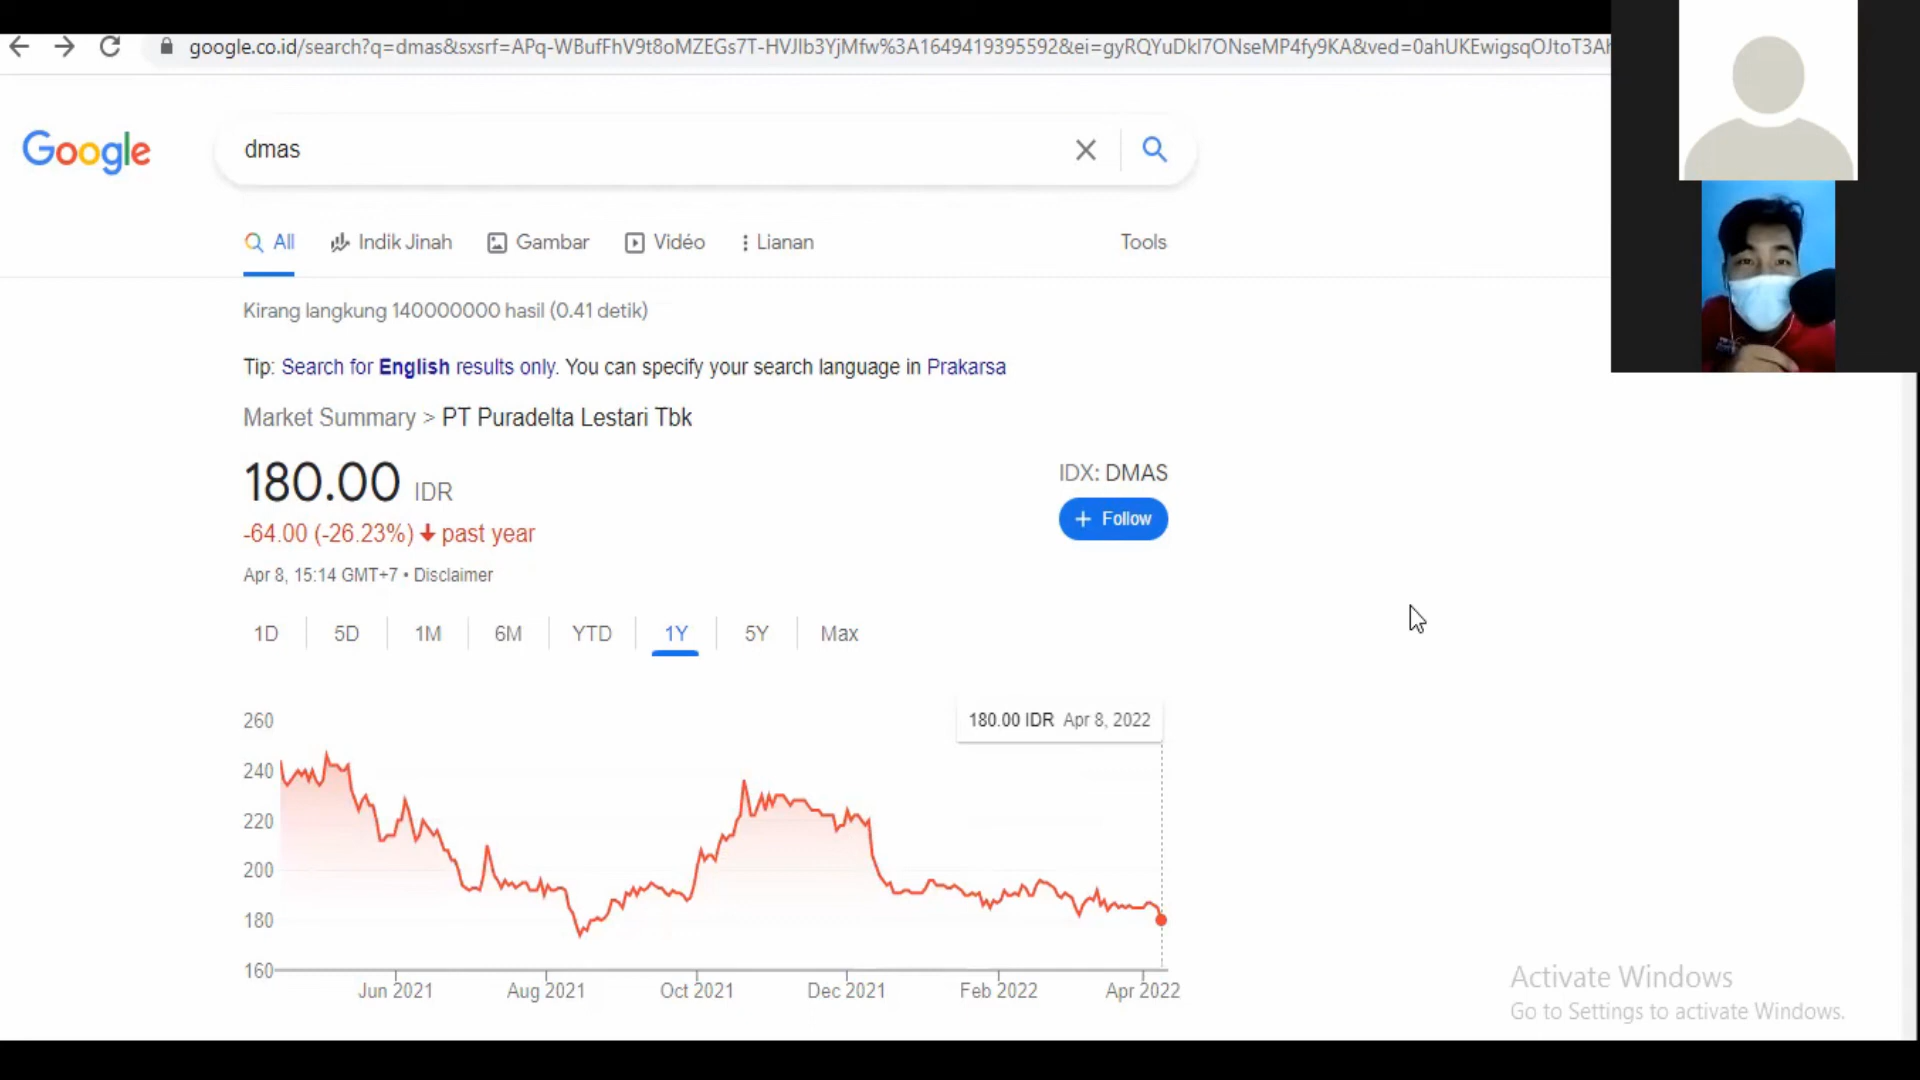 google.co.id/search?q=dmas&sxsrf=APq-WBufFhV9t8oMZEGs7T-HVJIb3YjMfw%3A1649419395592&ei=gyRQYuDkI7ONseMP4fy9KA&ved=0ahUKEwigsqOJtoT3Ah
Google
dmas
All
Indik Jinah
Gambar
Vidéo
Lianan
Tools
Kirang langkung 140000000 hasil (0.41 detik)
Tip: Search for English results only. You can specify your search language in Prakarsa
Market Summary > PT Puradelta Lestari Tbk
180.00 IDR
IDX: DMAS
+ Follow
-64.00 (-26.23%) ↓ past year
Apr 8, 15:14 GMT+7 • Disclaimer
1D
5D
1M
6M
YTD
1Y
5Y
Max
180.00 IDR Apr 8, 2022
260
240
220
200
180
160
Jun 2021
Aug 2021
Oct 2021
Dec 2021
Feb 2022
Apr 2022
Activate Windows
Go to Settings to activate Windows.